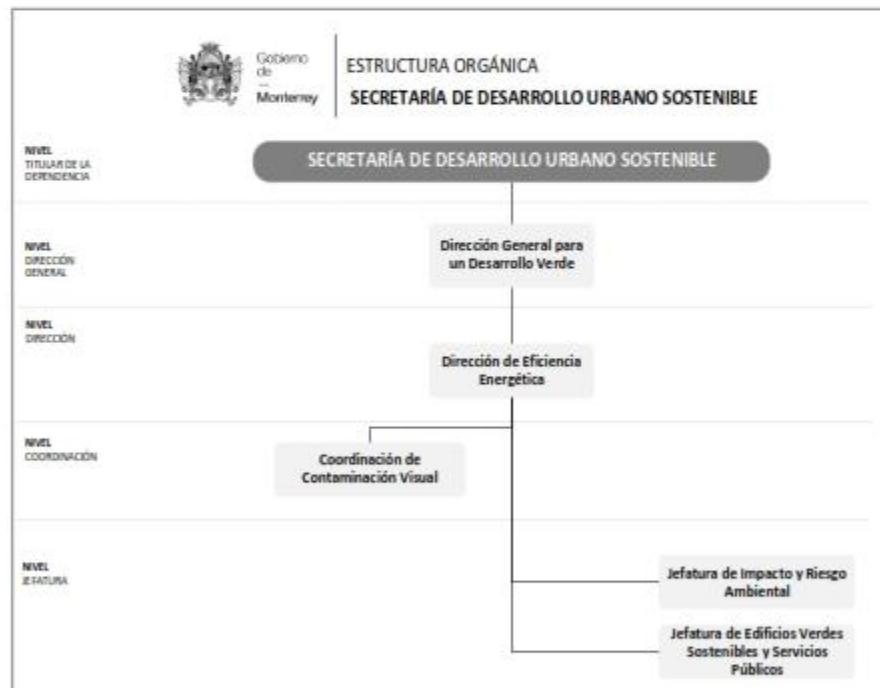 Gobierno
de
—
Monterrey
ESTRUCTURA ORGÁNICA
SECRETARÍA DE DESARROLLO URBANO SOSTENIBLE
NIVEL
TITULAR DE LA
DEPENDENCIA
SECRETARÍA DE DESARROLLO URBANO SOSTENIBLE
NIVEL
DIRECCIÓN
GENERAL
Dirección General para
un Desarrollo Verde
NIVEL
DIRECCIÓN
Dirección de Eficiencia
Energética
NIVEL
COORDINACIÓN
Coordinación de
Contaminación Visual
NIVEL
JEFATURA
Jefatura de Impacto y Riesgo
Ambiental
Jefatura de Edificios Verdes
Sostenibles y Servicios
Públicos